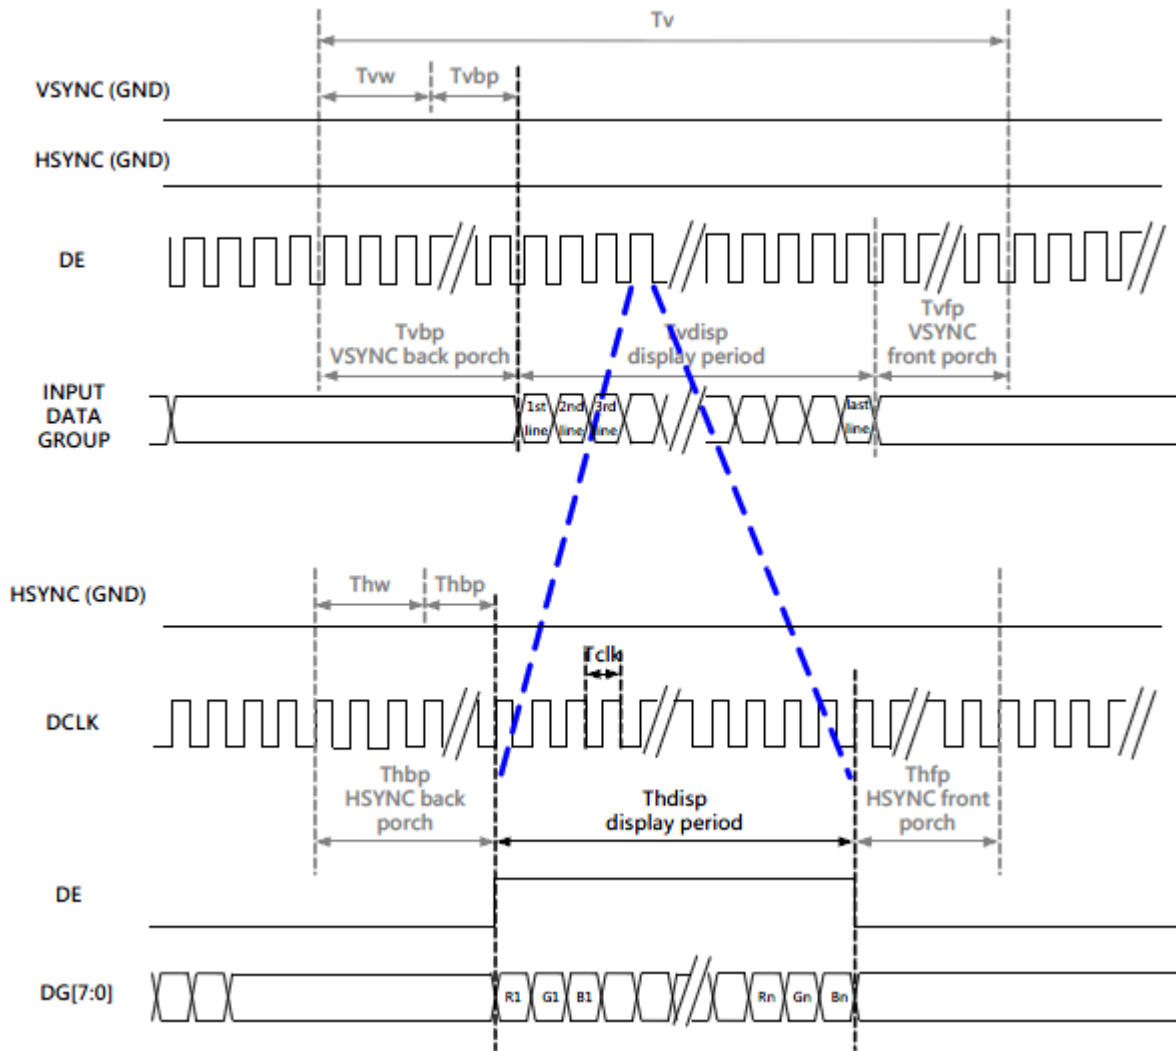 Tv
Tvw
Tvbp
VSYNC (GND)
HSYNC (GND)
DE
Tvbp
VSYNC back porch
Tvdisp
display period
Tvfp
VSYNC
front porch
INPUT
DATA
GROUP
1st
line
2nd
line
3rd
line
last
line
Thw
Thbp
HSYNC (GND)
Tclk
DCLK
Thbp
HSYNC back
porch
Thdisp
display period
Thfp
HSYNC front
porch
DE
DG[7:0]
R1
G1
B1
Rn
Gn
Bn